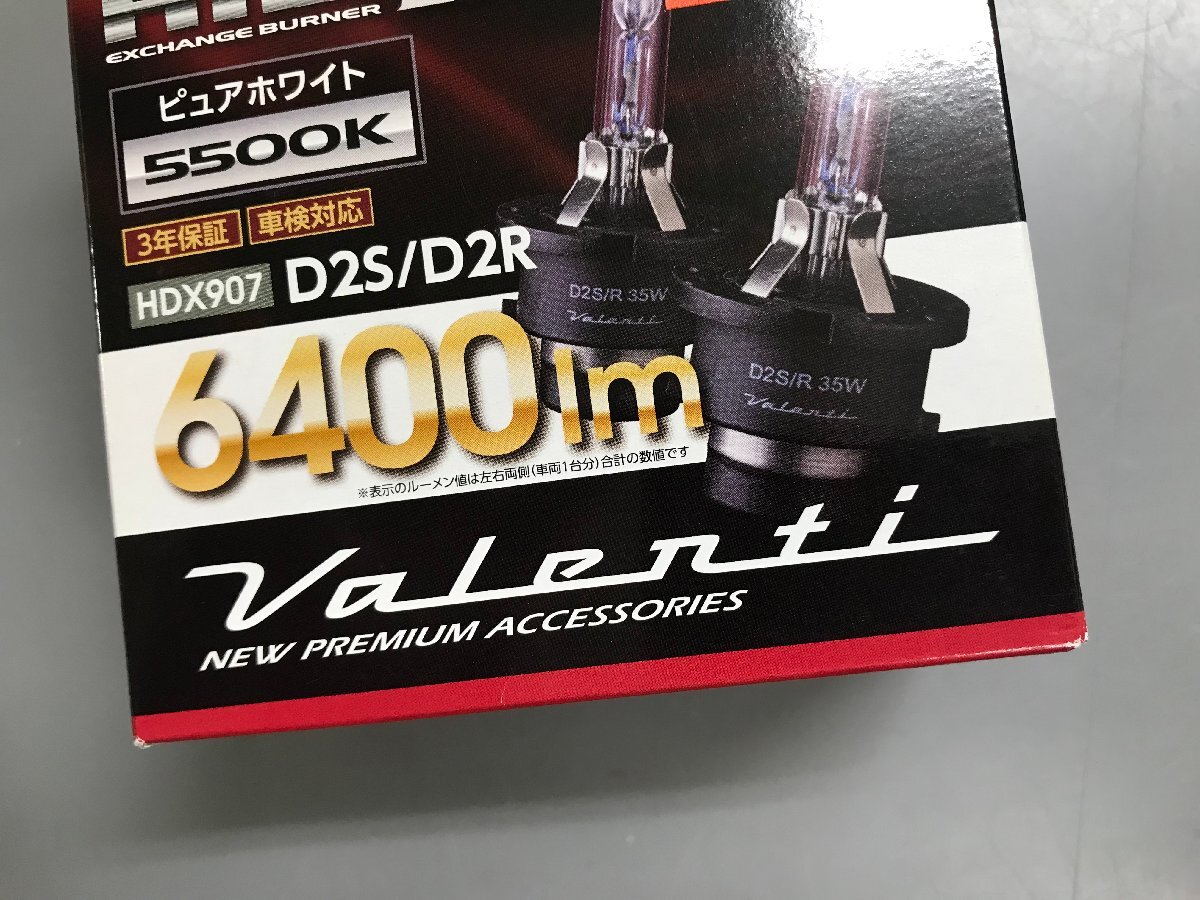 EXCHANGE BURNER
ピュアホワイト
5500K
3年保証 車検対応
HDX907 D2S/D2R
D2S/R 35W
Valenti
D2S/R 35W
Valenti
6400lm
※表示のルーメン値は左右両側(車両1台分)合計の数値です
Valenti
NEW PREMIUM ACCESSORIES